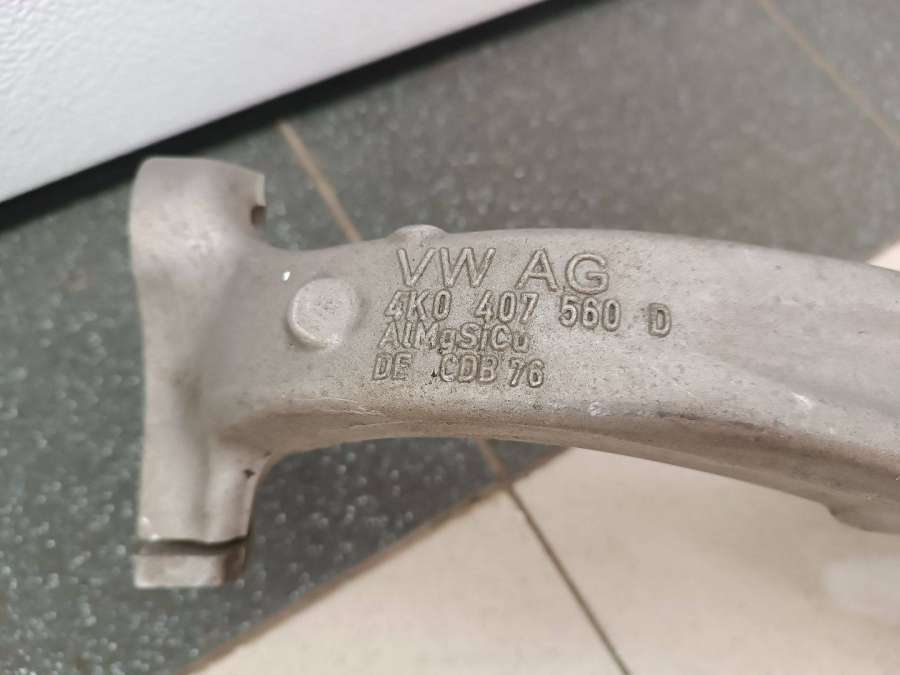 VW AG
4K0 407 560 D
AlMgSiCu
DE CDB 76